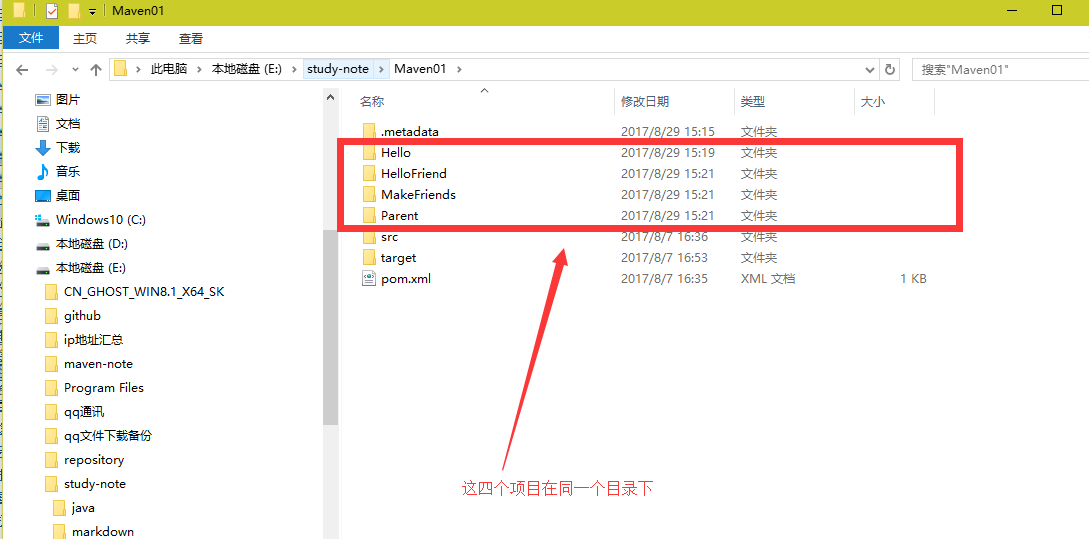 Maven01
文件 主页 共享 查看
此电脑 本地磁盘 (E:) study-note Maven01 搜索"Maven01"
图片
文档
下载
音乐
桌面
Windows10 (C:)
本地磁盘 (D:)
本地磁盘 (E:)
CN_GHOST_WIN8.1_X64_SK
github
ip地址汇总
maven-note
Program Files
qq通讯
qq文件下载备份
repository
study-note
java
markdown
名称 修改日期 类型 大小
.metadata 2017/8/29 15:15 文件夹
Hello 2017/8/29 15:19 文件夹
HelloFriend 2017/8/29 15:21 文件夹
MakeFriends 2017/8/29 15:21 文件夹
Parent 2017/8/29 15:21 文件夹
src 2017/8/7 16:36 文件夹
target 2017/8/7 16:53 文件夹
pom.xml 2017/8/7 16:35 XML 文档 1 KB
这四个项目在同一个目录下